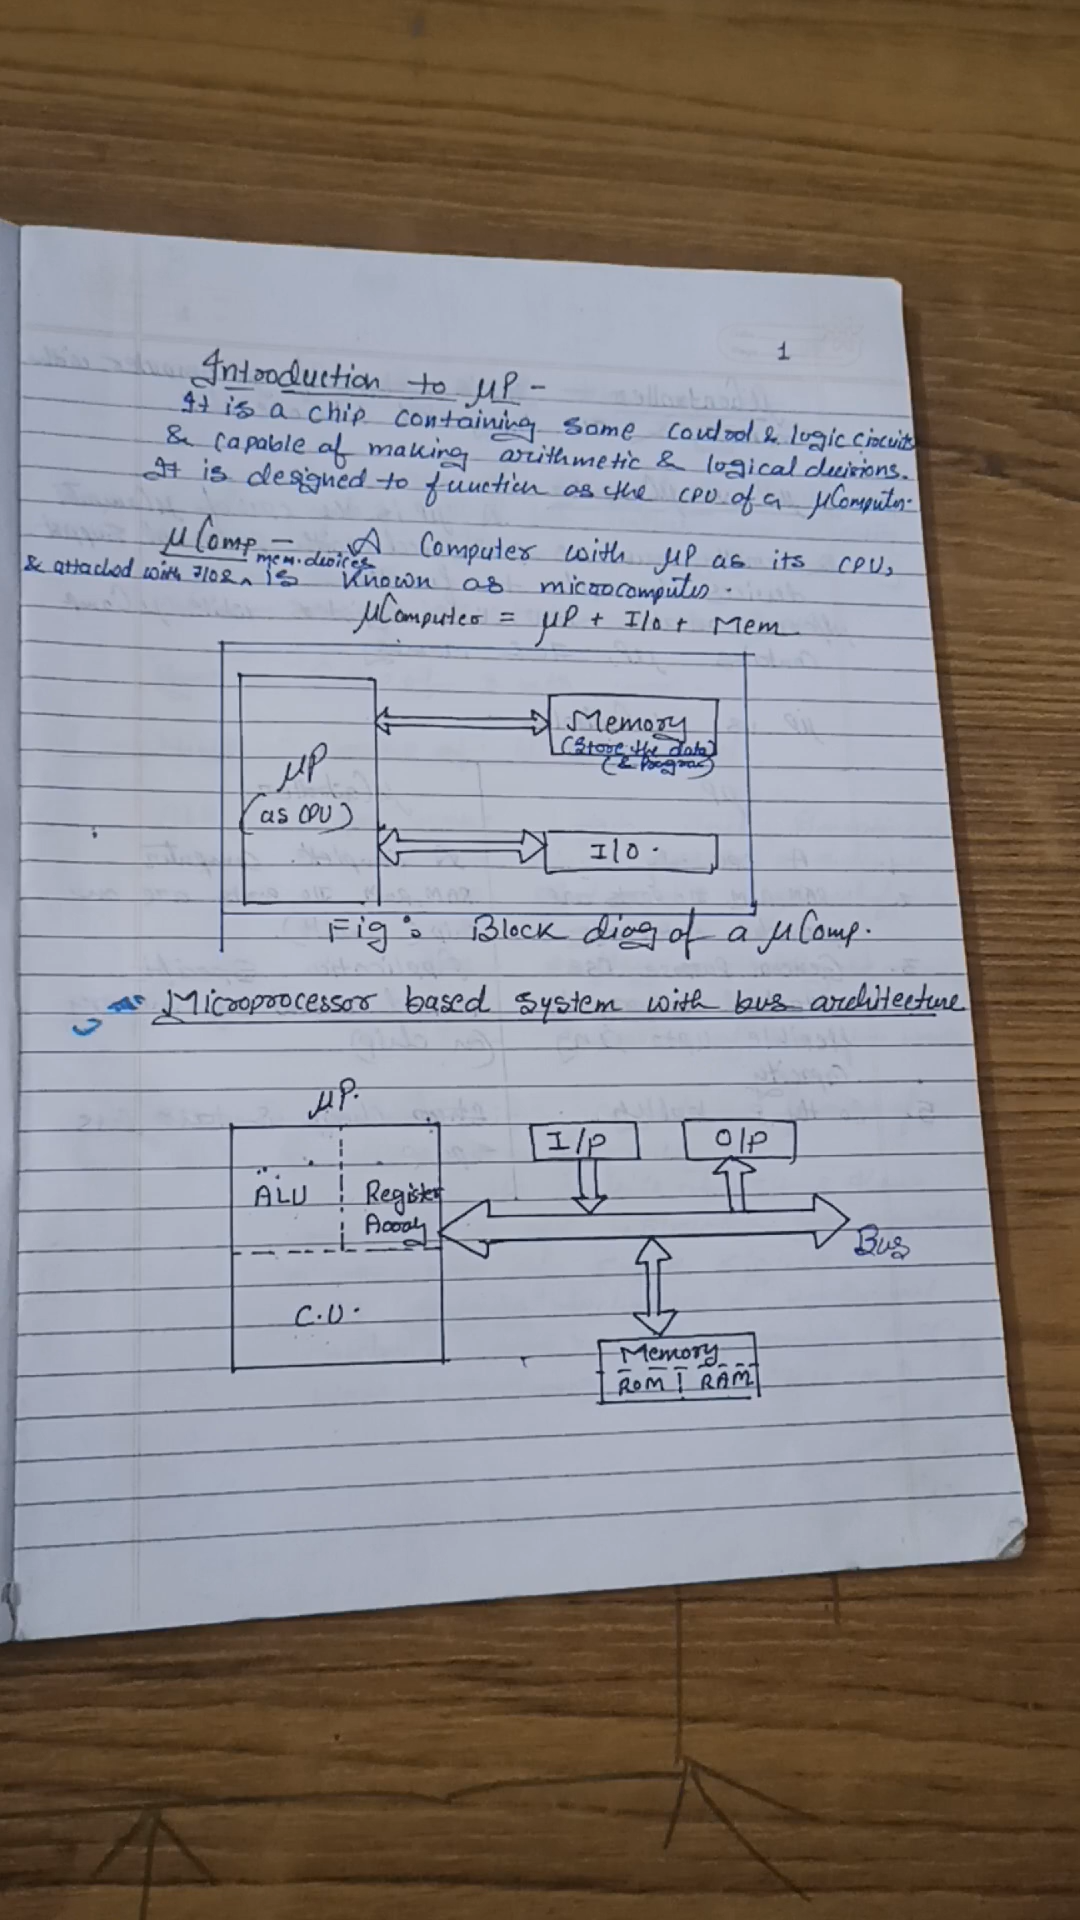 1
Introduction to μP -
It is a chip containing some control & logic circuits
& capable of making arithmetic & logical decisions.
It is designed to function as the CPU of a μComputer.
μComp - A Computer with μP as its CPU,
& attached with I/O & mem. devices is known as microcomputer.
μComputer = μP + I/O + Mem
μP
(as CPU)
Memory
(Store the data)
(& Program)
I/O.
Fig: Block diag of a μComp.
Microprocessor based system with bus architecture
μP.
I/P
O/P
ALU
Register
Array
Bus
C.U.
Memory
ROM | RAM